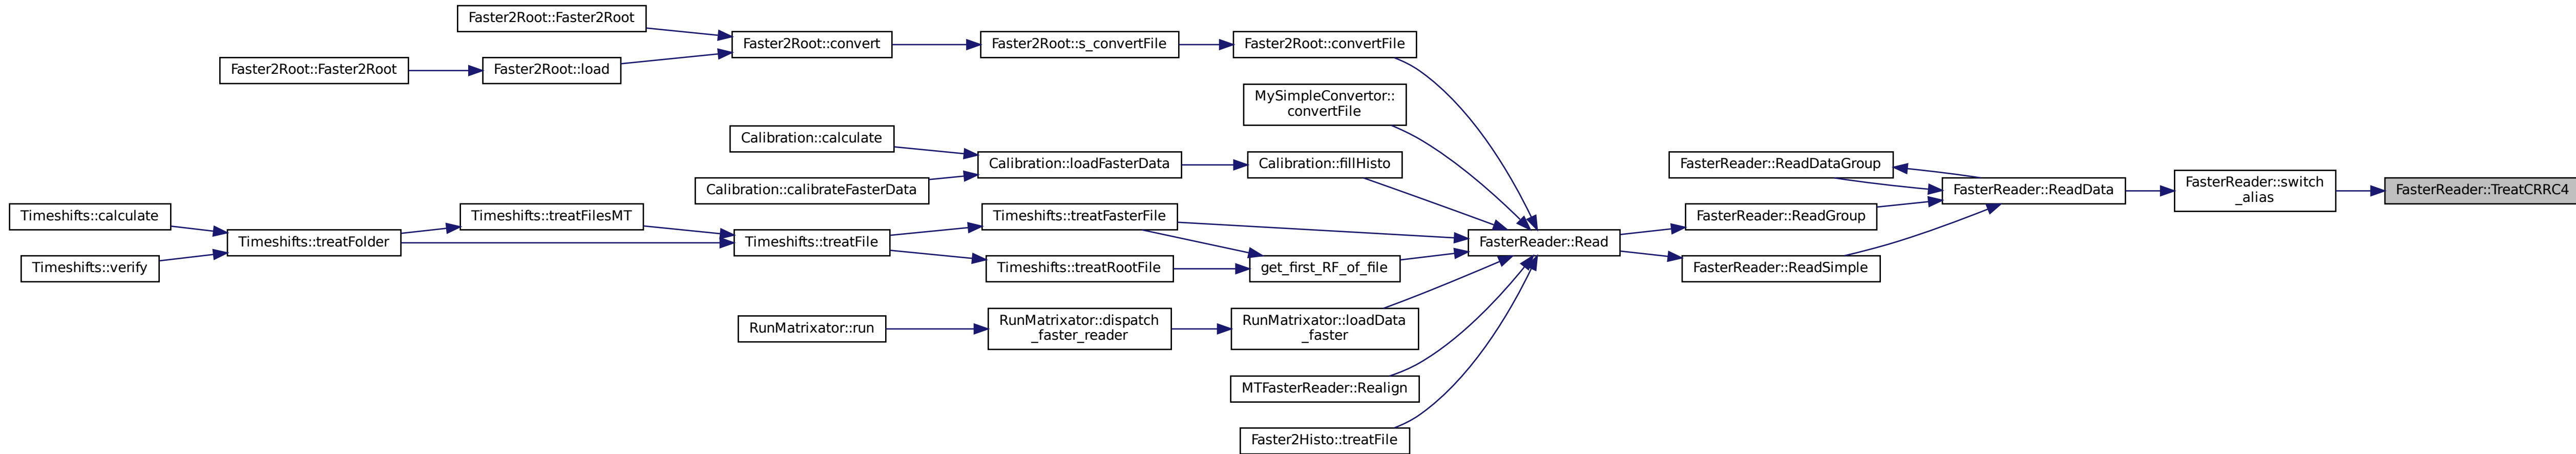 Faster2Root::Faster2Root
Faster2Root::convert
Faster2Root::s_convertFile
Faster2Root::convertFile
Faster2Root::Faster2Root
Faster2Root::load
MySimpleConvertor::
convertFile
Calibration::calculate
Calibration::loadFasterData
Calibration::fillHisto
Calibration::calibrateFasterData
FasterReader::ReadDataGroup
FasterReader::ReadData
FasterReader::switch
_alias
FasterReader::TreatCRRC4
Timeshifts::calculate
Timeshifts::treatFilesMT
Timeshifts::treatFasterFile
FasterReader::ReadGroup
Timeshifts::treatFolder
Timeshifts::treatFile
FasterReader::Read
Timeshifts::verify
Timeshifts::treatRootFile
get_first_RF_of_file
FasterReader::ReadSimple
RunMatrixator::run
RunMatrixator::dispatch
_faster_reader
RunMatrixator::loadData
_faster
MTFasterReader::Realign
Faster2Histo::treatFile